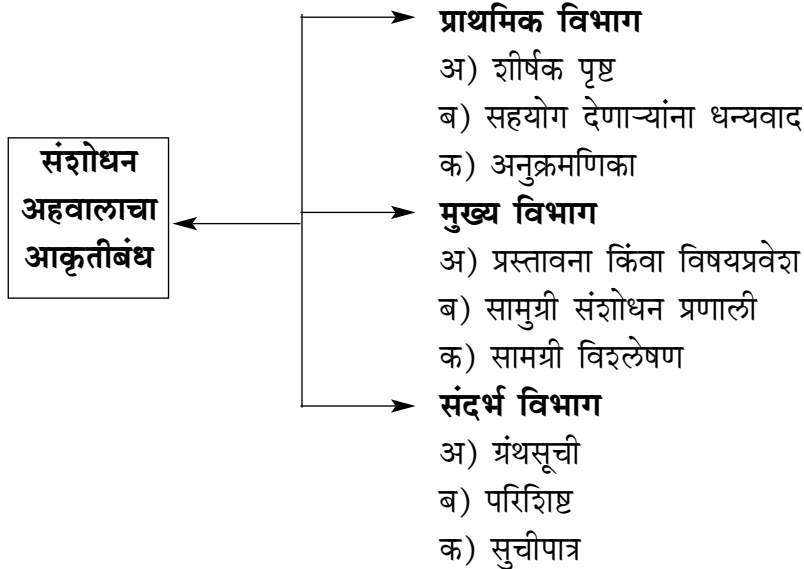 संशोधन
अहवालाचा
आकृतीबंध
प्राथमिक विभाग
अ) शीर्षक पृष्ट
ब) सहयोग देणाऱ्यांना धन्यवाद
क) अनुक्रमणिका
मुख्य विभाग
अ) प्रस्तावना किंवा विषयप्रवेश
ब) सामुग्री संशोधन प्रणाली
क) सामग्री विश्लेषण
संदर्भ विभाग
अ) ग्रंथसूची
ब) परिशिष्ट
क) सुचीपात्र